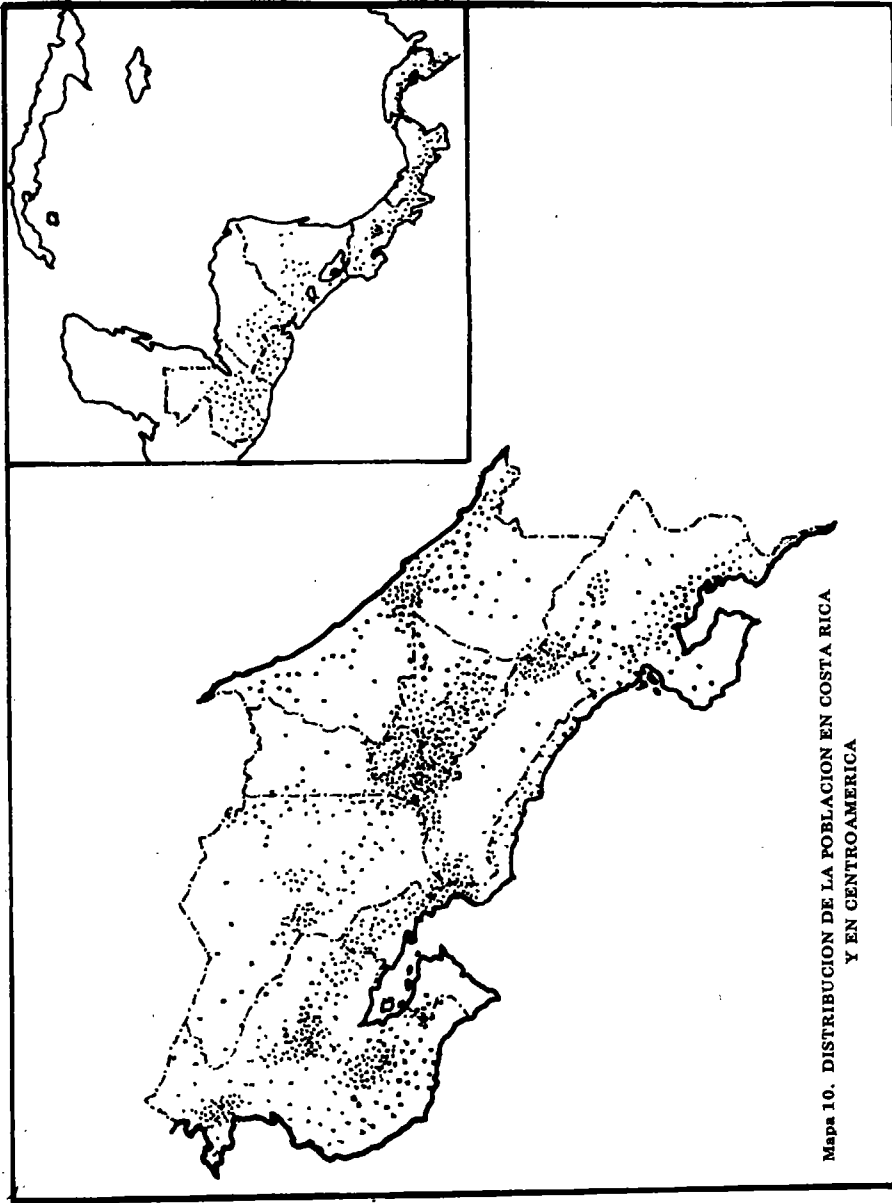 Mapa 10. DISTRIBUCION DE LA POBLACION EN COSTA RICA
Y EN CENTROAMERICA